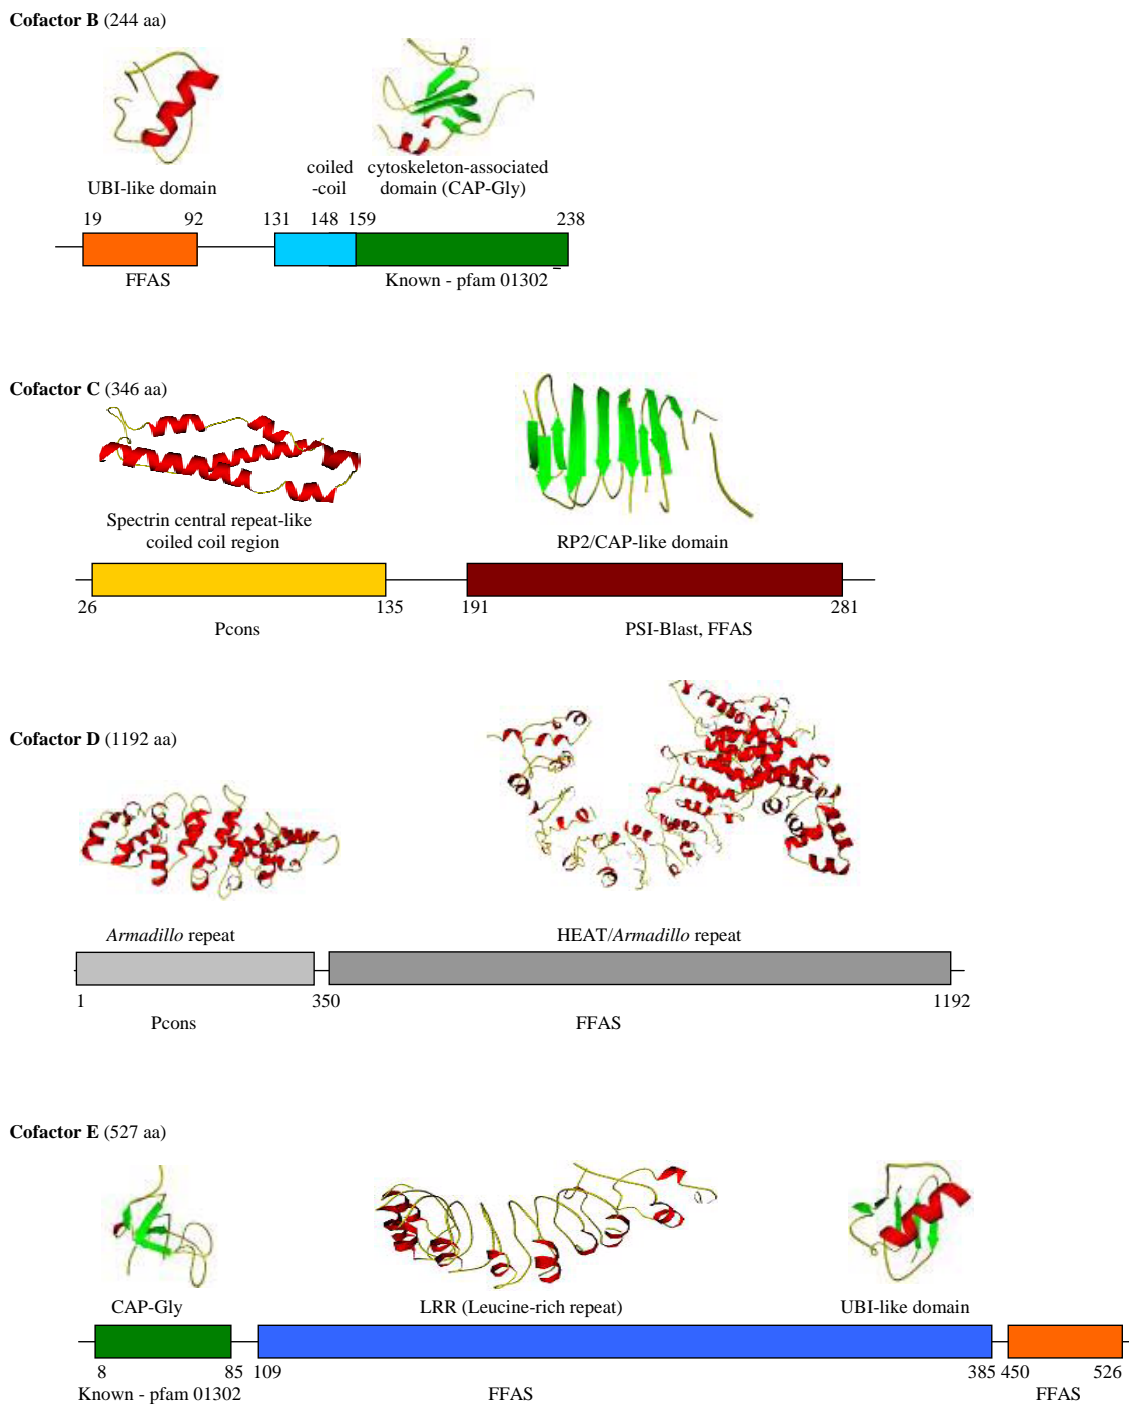 Cofactor B (244 aa)
coiled cytoskeleton-associated
UBI-like domain -coil domain (CAP-Gly)
19 92 131 148 159 238
FFAS Known - pfam 01302
Cofactor C (346 aa)
Spectrin central repeat-like
coiled coil region RP2/CAP-like domain
26 135 191 281
Pcons PSI-Blast, FFAS
Cofactor D (1192 aa)
Armadillo repeat HEAT/Armadillo repeat
1 350 1192
Pcons FFAS
Cofactor E (527 aa)
CAP-Gly LRR (Leucine-rich repeat) UBI-like domain
8 85 109 385 450 526
Known - pfam 01302 FFAS FFAS